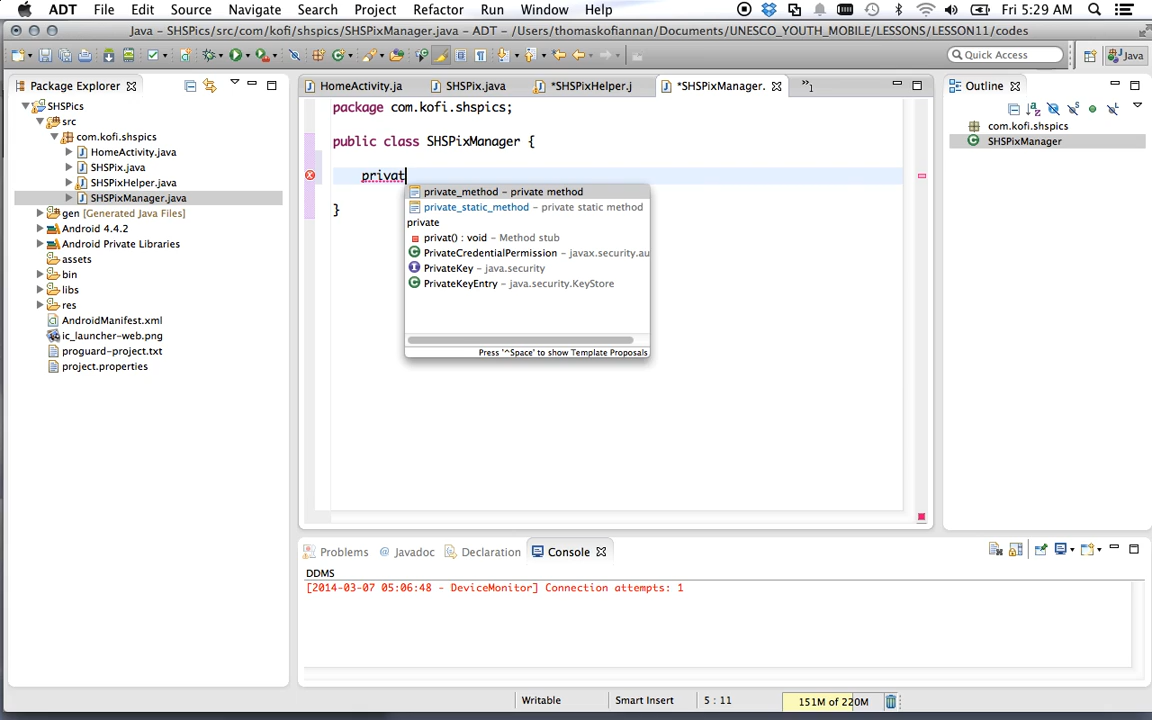 ADT File Edit Source Navigate Search Project Refactor Run Window Help Fri 5:29 AM
Java – SHSPics/src/com/kofi/shspics/SHSPixManager.java – ADT – /Users/thomaskofiannan/Documents/UNESCO_YOUTH_MOBILE/LESSONS/LESSON11/codes
Quick Access
Java
Package Explorer
SHSPics
src
com.kofi.shspics
HomeActivity.java
SHSPix.java
SHSPixHelper.java
SHSPixManager.java
gen [Generated Java Files]
Android 4.4.2
Android Private Libraries
assets
bin
libs
res
AndroidManifest.xml
ic_launcher-web.png
proguard-project.txt
project.properties
HomeActivity.ja SHSPix.java *SHSPixHelper.j *SHSPixManager. »1
package com.kofi.shspics;
public class SHSPixManager {
privat
}
private_method – private method
private_static_method – private static method
private
privat() : void – Method stub
PrivateCredentialPermission – javax.security.au
PrivateKey – java.security
PrivateKeyEntry – java.security.KeyStore
Press '^Space' to show Template Proposals
Outline
com.kofi.shspics
SHSPixManager
Problems @ Javadoc Declaration Console
DDMS
[2014-03-07 05:06:48 - DeviceMonitor] Connection attempts: 1
Writable Smart Insert 5 : 11 151M of 220M